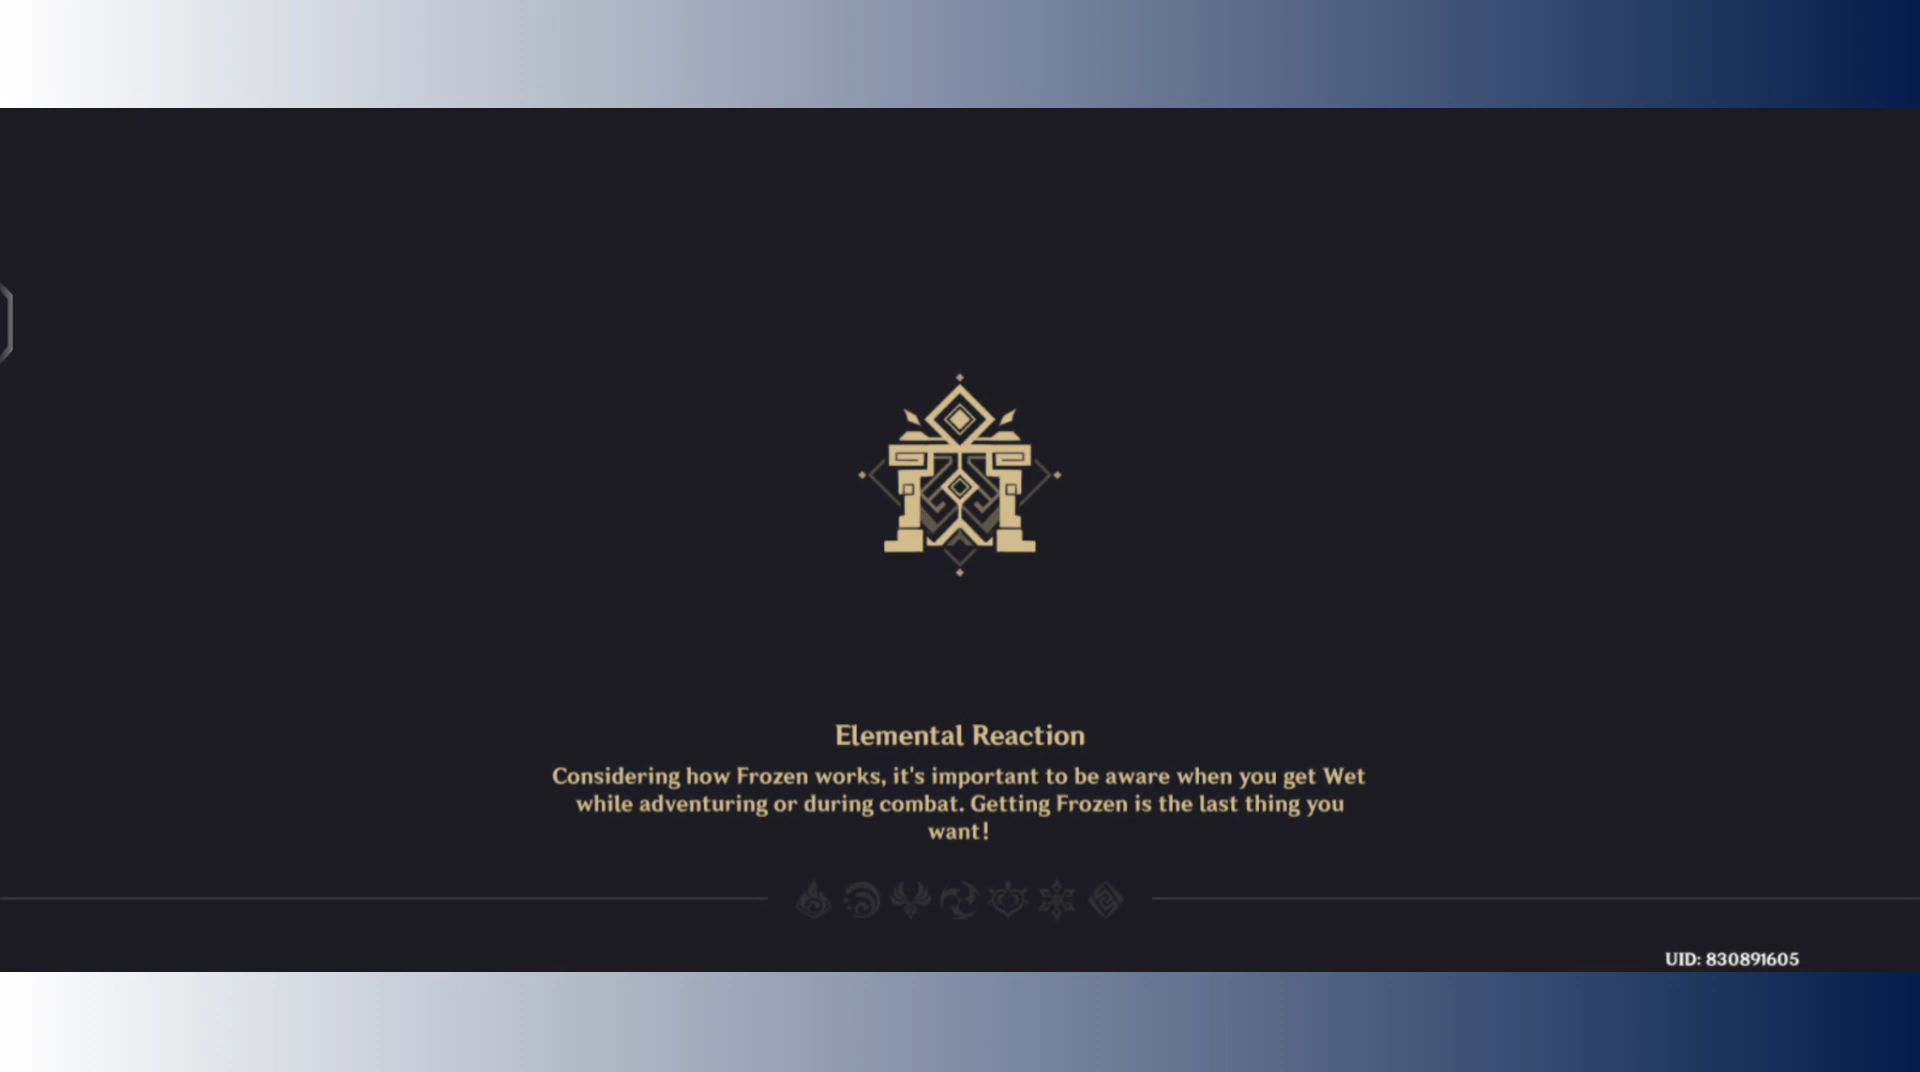 Elemental Reaction
Considering how Frozen works, it's important to be aware when you get Wet
while adventuring or during combat. Getting Frozen is the last thing you
want!
UID: 830891605